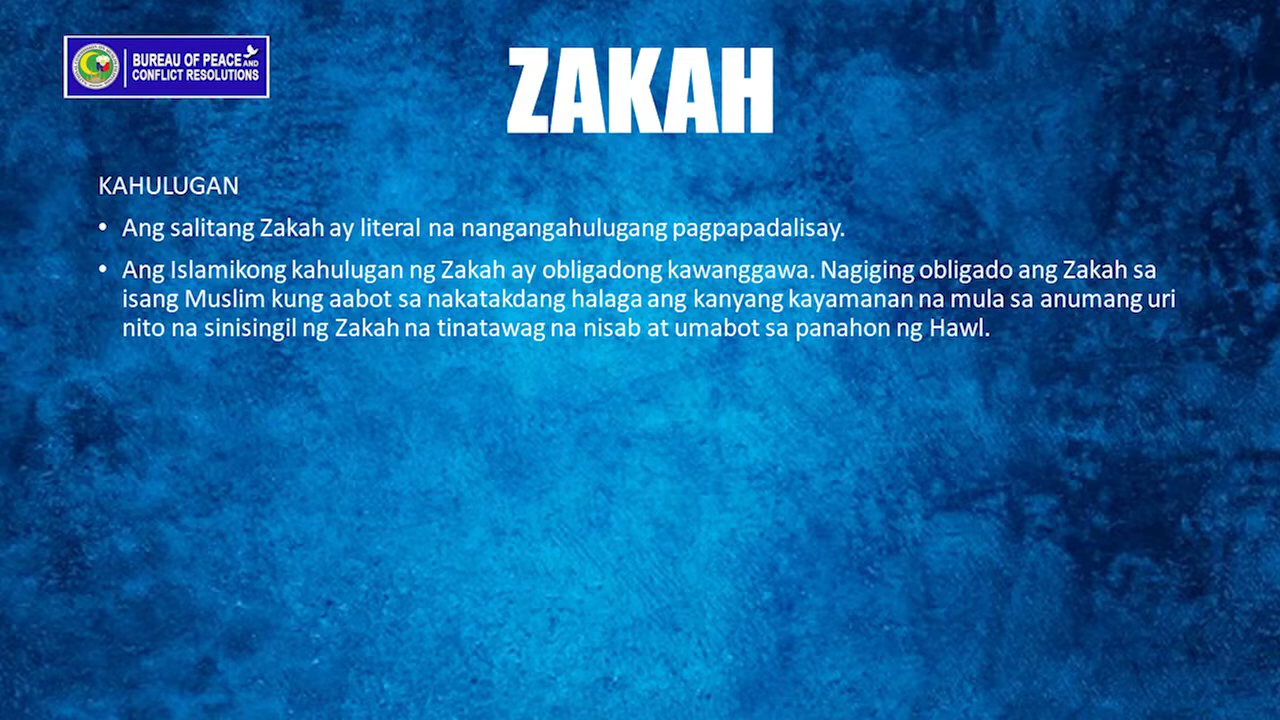 BUREAU OF PEACE AND
CONFLICT RESOLUTIONS
ZAKAH
KAHULUGAN
• Ang salitang Zakah ay literal na nangangahulugang pagpapadalisay.
• Ang Islamikong kahulugan ng Zakah ay obligadong kawanggawa. Nagiging obligado ang Zakah sa
isang Muslim kung aabot sa nakatakdang halaga ang kanyang kayamanan na mula sa anumang uri
nito na sinisingil ng Zakah na tinatawag na nisab at umabot sa panahon ng Hawl.